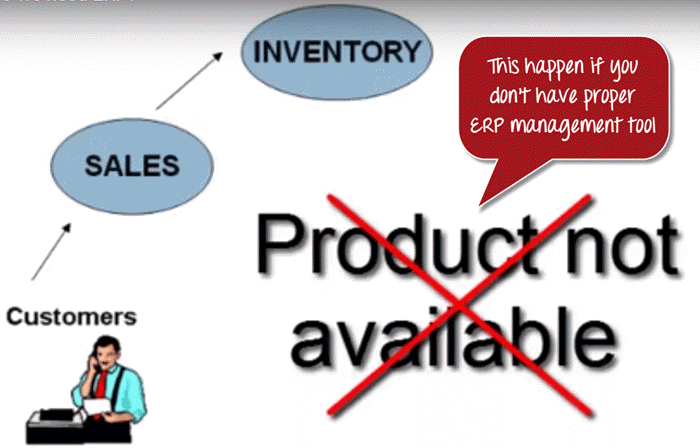 INVENTORY
This happen if you
don't have proper
ERP management tool
SALES
Product not
available
Customers